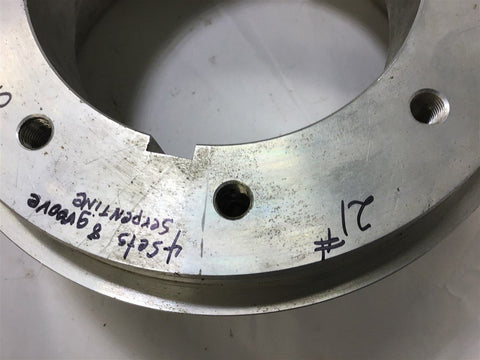 4 sets 8 groove
SERPENTINE
#21